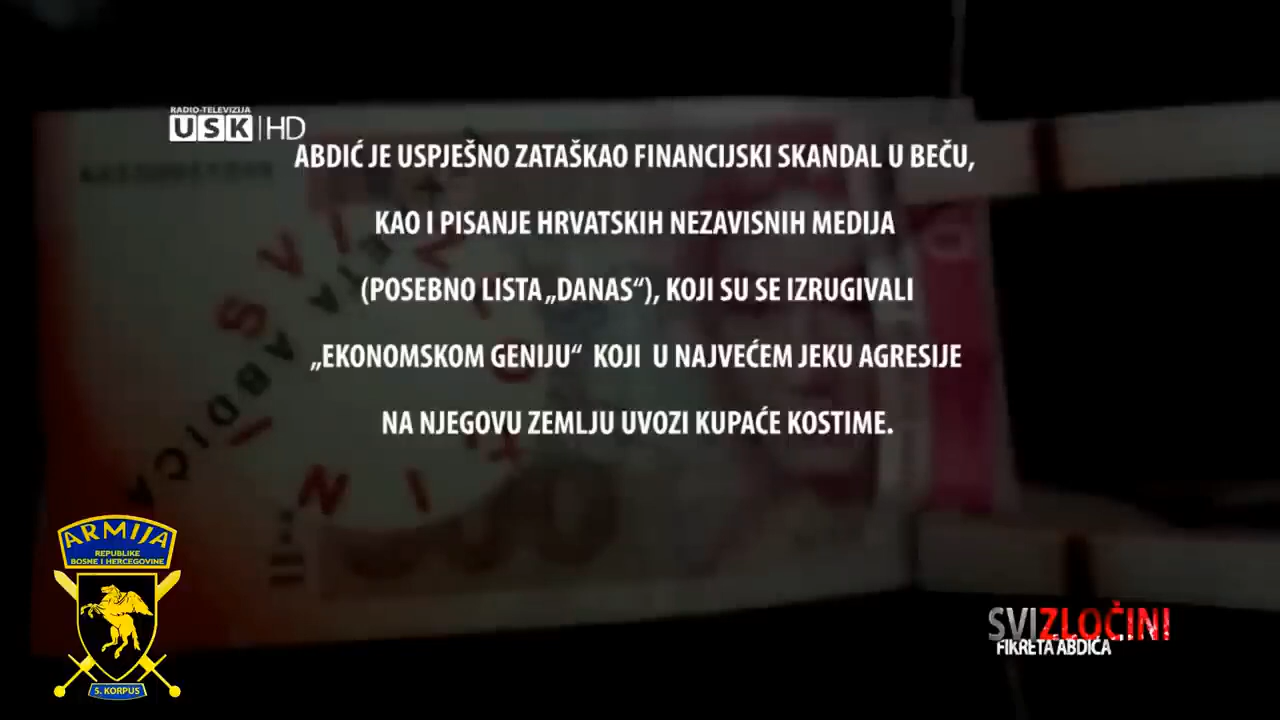 RADIO-TELEVIZIJA
USK HD
ABDIĆ JE USPJEŠNO ZATAŠKAO FINANCIJSKI SKANDAL U BEČU,
KAO I PISANJE HRVATSKIH NEZAVISNIH MEDIJA
(POSEBNO LISTA „DANAS“), KOJI SU SE IZRUGIVALI
„EKONOMSKOM GENIJU“ KOJI U NAJVEĆEM JEKU AGRESIJE
NA NJEGOVU ZEMLJU UVOZI KUPAĆE KOSTIME.
ARMIJA
REPUBLIKE
BOSNE I HERCEGOVINE
5. KORPUS
SVI ZLOČINI
FIKRETA ABDIĆA